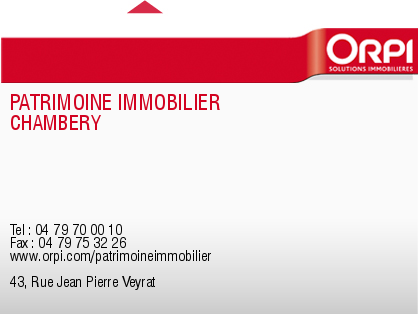 ORPI
SOLUTIONS IMMOBILIÈRES
PATRIMOINE IMMOBILIER
CHAMBERY
Tel : 04 79 70 00 10
Fax : 04 79 75 32 26
www.orpi.com/patrimoineimmobilier
43, Rue Jean Pierre Veyrat